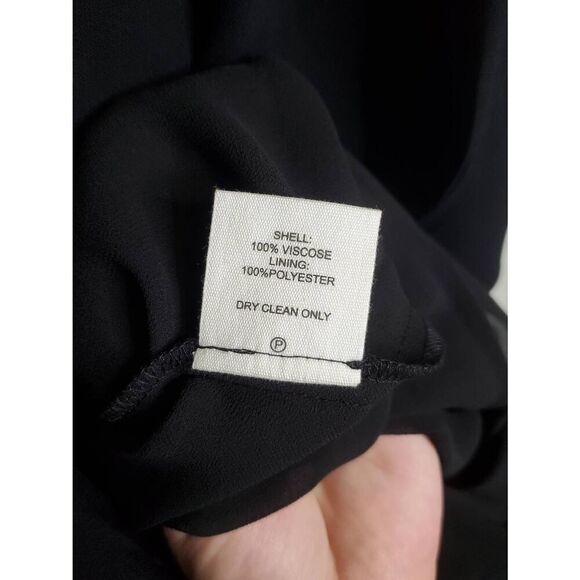 SHELL:
100% VISCOSE
LINING:
100%POLYESTER
DRY CLEAN ONLY
P